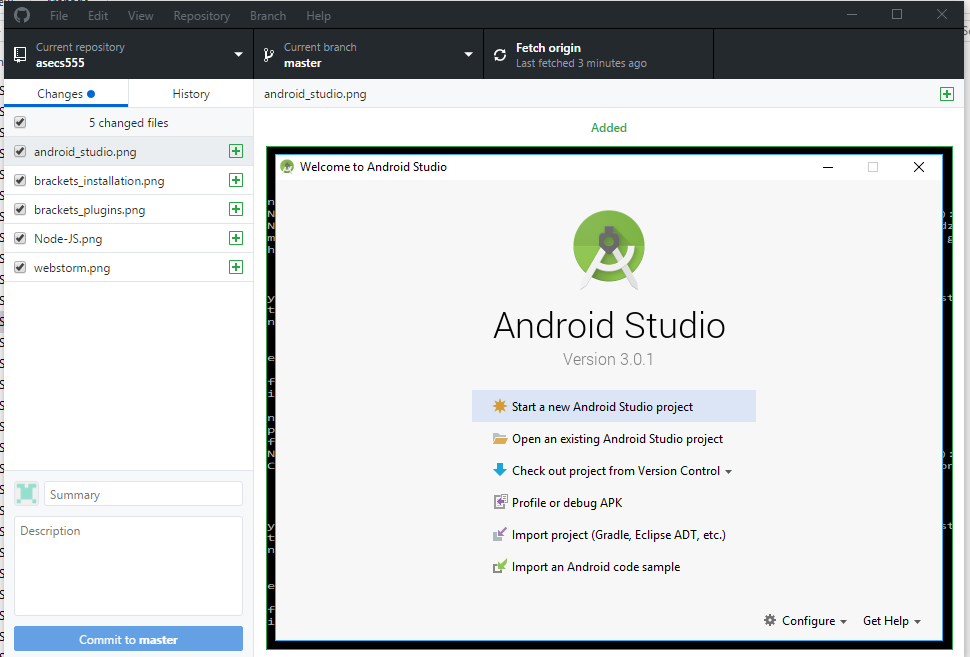 File Edit View Repository Branch Help
Current repository
asecs555
Current branch
master
Fetch origin
Last fetched 3 minutes ago
Changes
History
5 changed files
android_studio.png
brackets_installation.png
brackets_plugins.png
Node-JS.png
webstorm.png
Summary
Description
Commit to master
android_studio.png
Added
Welcome to Android Studio
Android Studio
Version 3.0.1
Start a new Android Studio project
Open an existing Android Studio project
Check out project from Version Control
Profile or debug APK
Import project (Gradle, Eclipse ADT, etc.)
Import an Android code sample
Configure Get Help